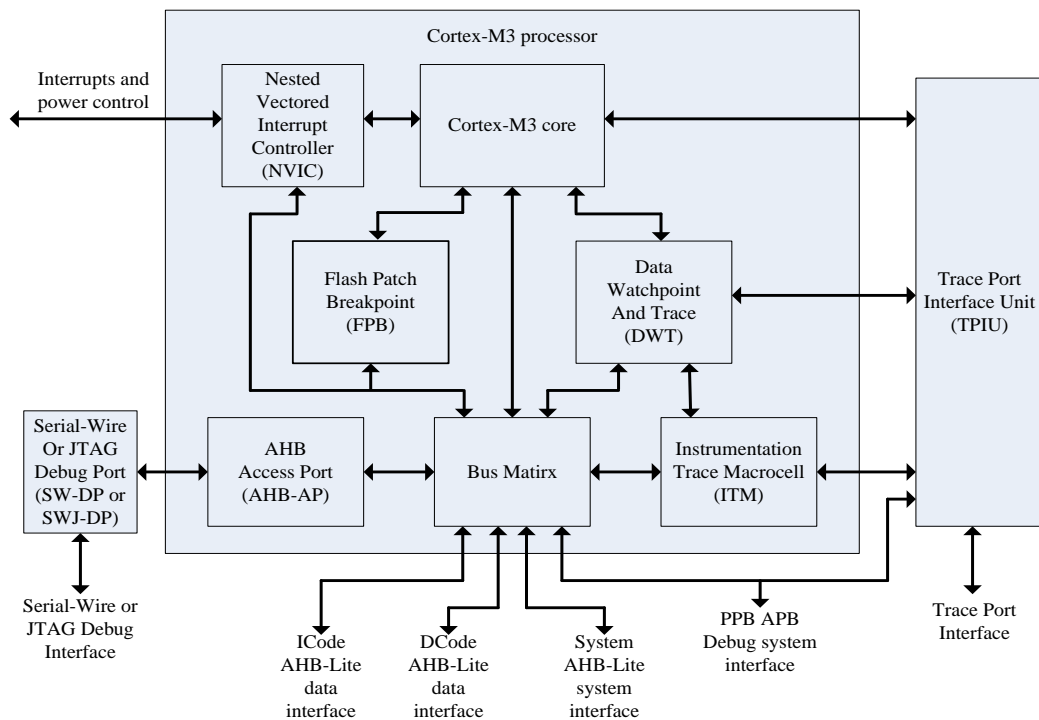 Cortex-M3 processor
Interrupts and
power control
Nested
Vectored
Interrupt
Controller
(NVIC)
Cortex-M3 core
Flash Patch
Breakpoint
(FPB)
Data
Watchpoint
And Trace
(DWT)
Trace Port
Interface Unit
(TPIU)
Serial-Wire
Or JTAG
Debug Port
(SW-DP or
SWJ-DP)
AHB
Access Port
(AHB-AP)
Bus Matirx
Instrumentation
Trace Macrocell
(ITM)
Serial-Wire or
JTAG Debug
Interface
ICode
AHB-Lite
data
interface
DCode
AHB-Lite
data
interface
System
AHB-Lite
system
interface
PPB APB
Debug system
interface
Trace Port
Interface